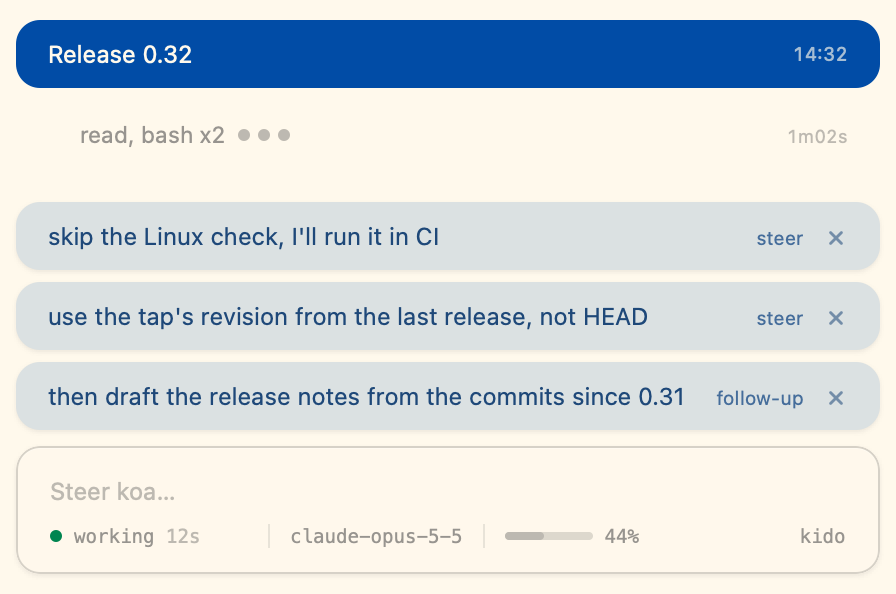 Release 0.32 14:32
read, bash x2 1m02s
skip the Linux check, I'll run it in CI steer ×
use the tap's revision from the last release, not HEAD steer ×
then draft the release notes from the commits since 0.31 follow-up ×
Steer koa...
working 12s claude-opus-5-5 44% kido